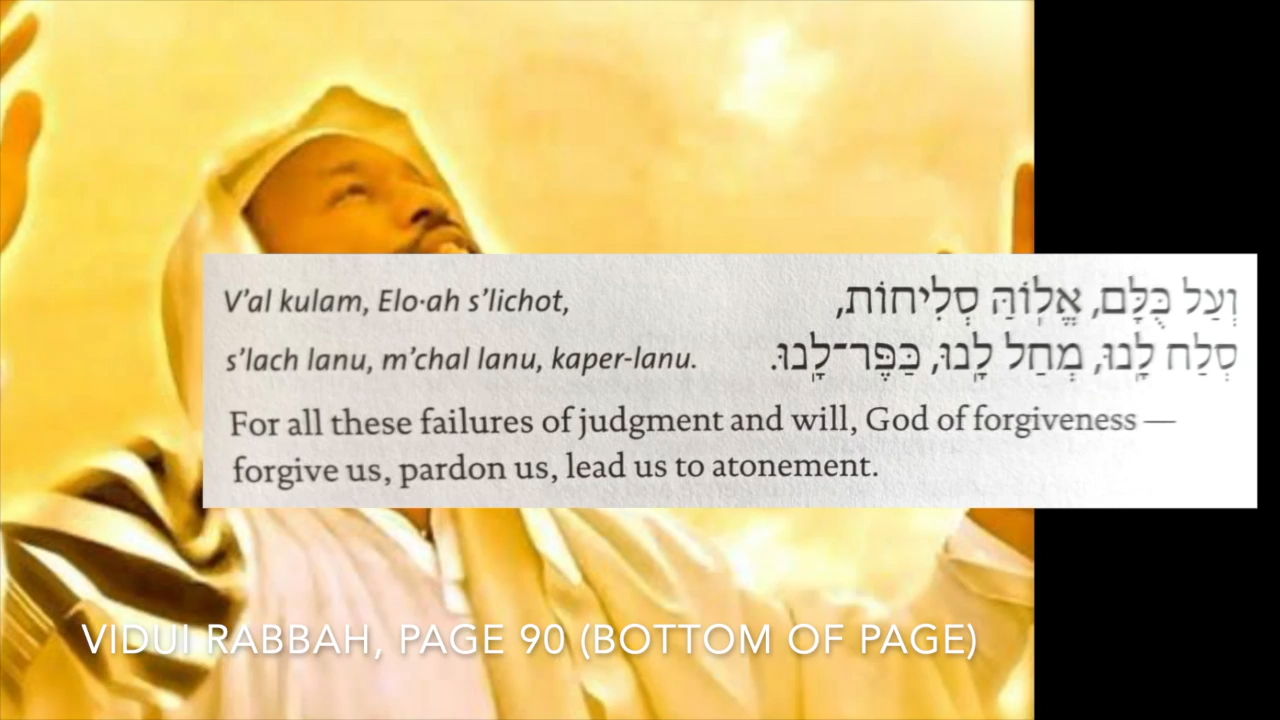 V’al kulam, Elo·ah s’lichot,
וְעַל כֻּלָּם, אֱלֽוֹהַּ סְלִיחוֹת,
s’lach lanu, m’chal lanu, kaper-lanu.
סְלַח לָֽנוּ, מְחַל לָֽנוּ, כַּפֶּר־לָֽנוּ.
For all these failures of judgment and will, God of forgiveness —
forgive us, pardon us, lead us to atonement.
VIDUI RABBAH, PAGE 90 (BOTTOM OF PAGE)